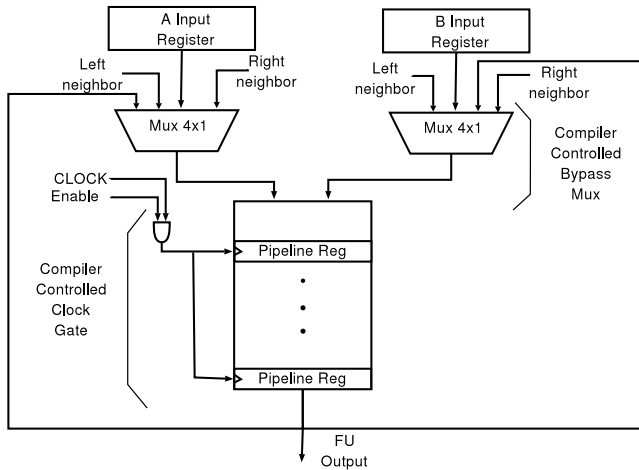 A Input
Register
B Input
Register
Left
neighbor
Right
neighbor
Left
neighbor
Right
neighbor
Mux 4x1
Mux 4x1
Compiler
Controlled
Bypass
Mux
CLOCK
Enable
Pipeline Reg
Compiler
Controlled
Clock
Gate
Pipeline Reg
FU
Output